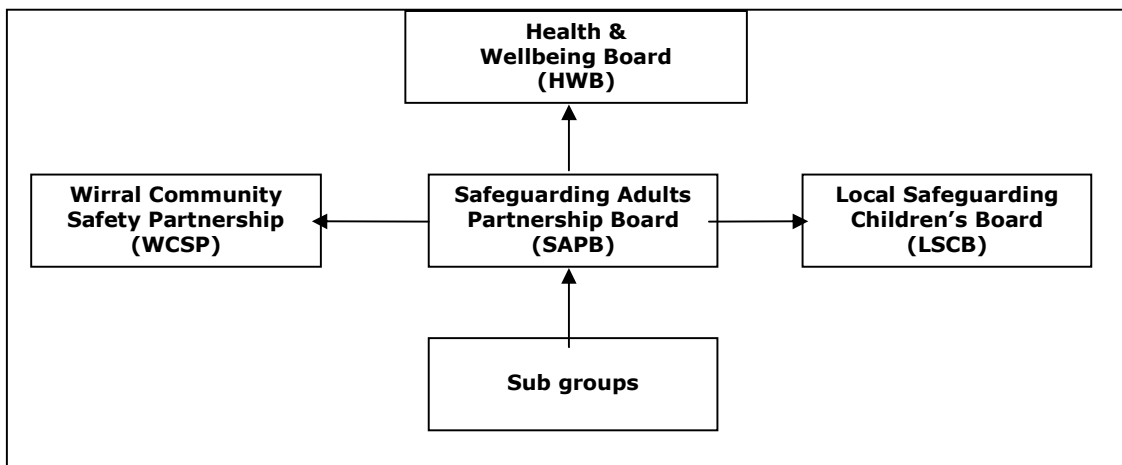 Health &
Wellbeing Board
(HWB)
Wirral Community
Safety Partnership
(WCSP)
Safeguarding Adults
Partnership Board
(SAPB)
Local Safeguarding
Children’s Board
(LSCB)
Sub groups